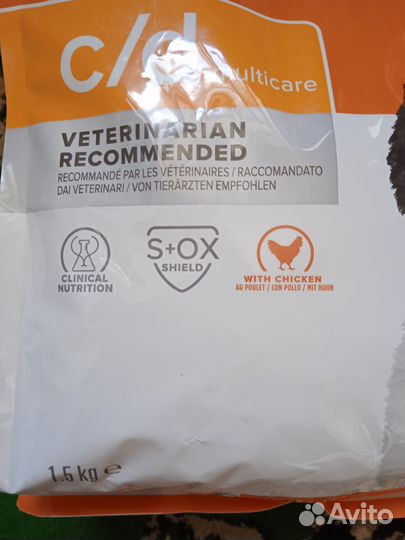 c/d multicare
VETERINARIAN
RECOMMENDED
RECOMMANDÉ PAR LES VÉTÉRINAIRES / RACCOMANDATO
DAI VETERINARI / VON TIERÄRZTEN EMPFOHLEN
CLINICAL
NUTRITION
S+OX
SHIELD
WITH CHICKEN
AU POULET / CON POLLO / MIT HUHN
1.5 kg ℮
Avito